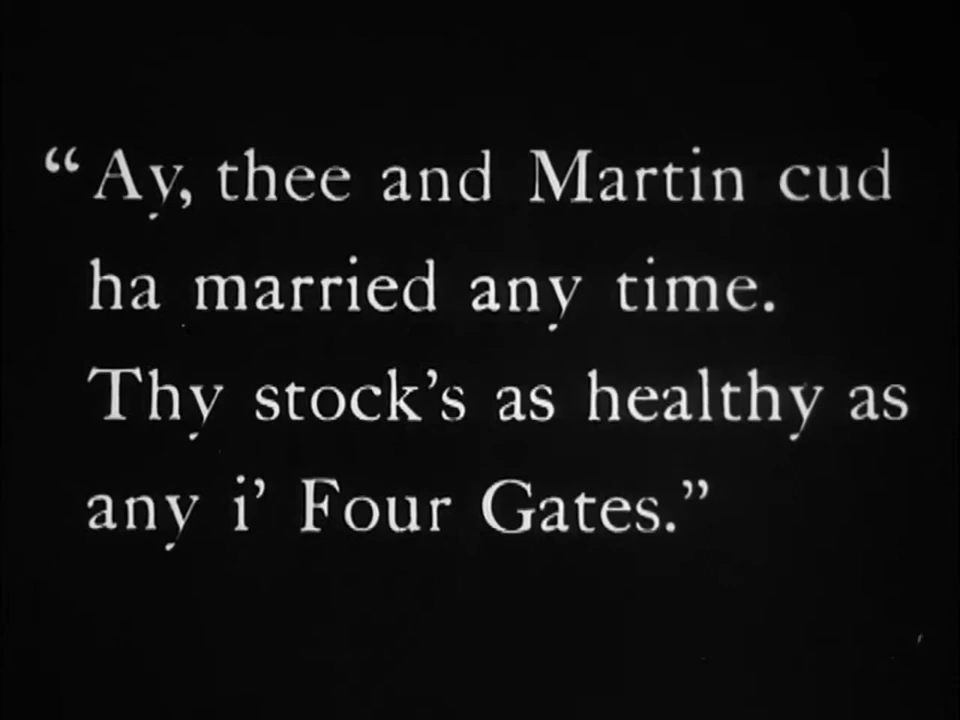 “Ay, thee and Martin cud
ha married any time.
Thy stock’s as healthy as
any i’ Four Gates.”